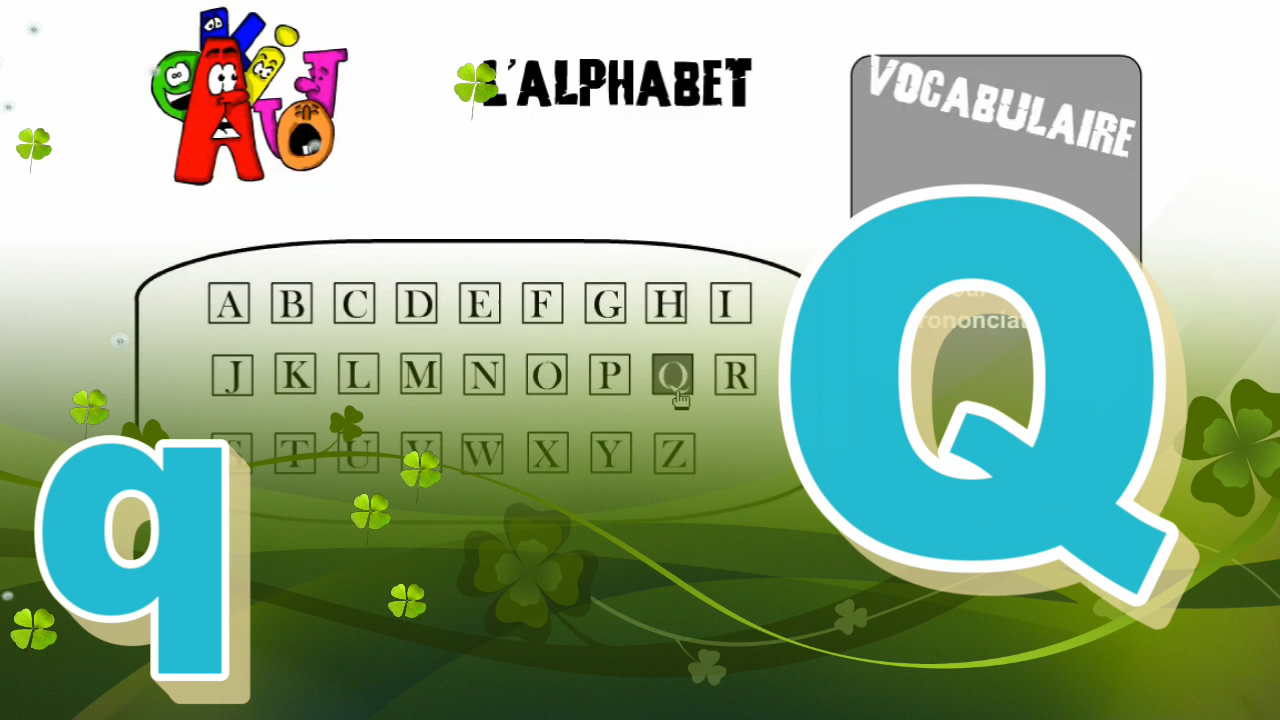 L'ALPHABET
VOCABULAIRE
A B C D E F G H I
J K L M N O P Q R
S T U V W X Y Z
q
Q